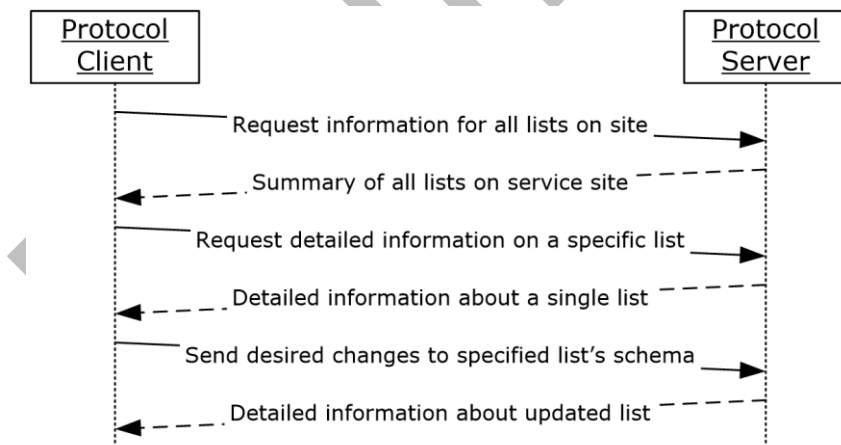 Protocol
Client
Protocol
Server
Request information for all lists on site
Summary of all lists on service site
Request detailed information on a specific list
Detailed information about a single list
Send desired changes to specified list's schema
Detailed information about updated list